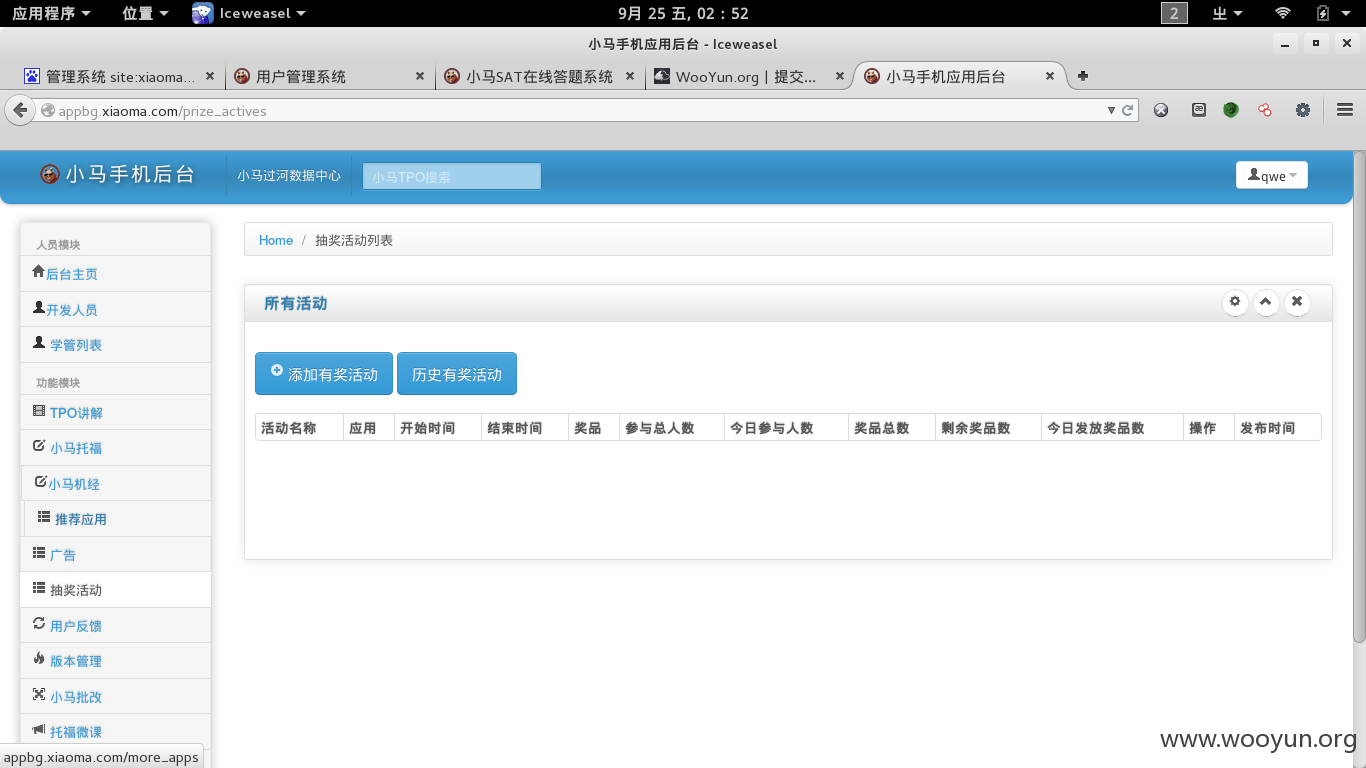 应用程序 位置 Iceweasel 9月 25 五, 02：52 2
小马手机应用后台 - Iceweasel
管理系统 site:xiaoma... 用户管理系统 小马SAT在线答题系统 WooYun.org | 提交... 小马手机应用后台
appbg.xiaoma.com/prize_actives
小马手机后台 小马过河数据中心 小马TPO搜索 qwe
人员模块
后台主页
开发人员
学管列表
功能模块
TPO讲解
小马托福
小马机经
推荐应用
广告
抽奖活动
用户反馈
版本管理
小马批改
托福微课
Home / 抽奖活动列表
所有活动
添加有奖活动 历史有奖活动
活动名称 应用 开始时间 结束时间 奖品 参与总人数 今日参与人数 奖品总数 剩余奖品数 今日发放奖品数 操作 发布时间
appbg.xiaoma.com/more_apps
www.wooyun.org